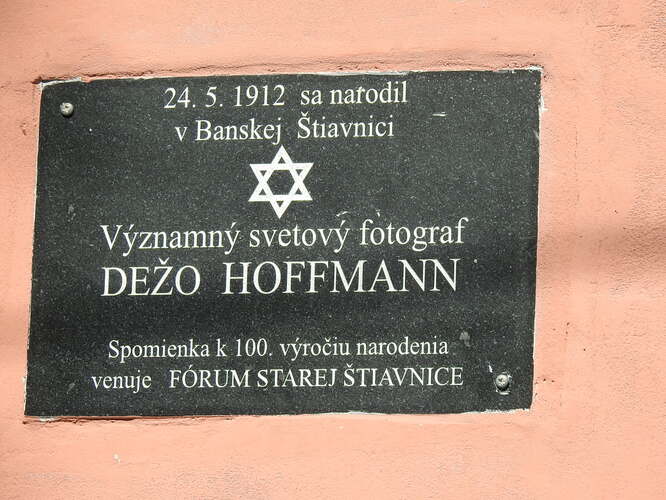 24. 5. 1912 sa narodil
v Banskej Štiavnici
Významný svetový fotograf
DEŽO HOFFMANN
Spomienka k 100. výročiu narodenia
venuje FÓRUM STAREJ ŠTIAVNICE